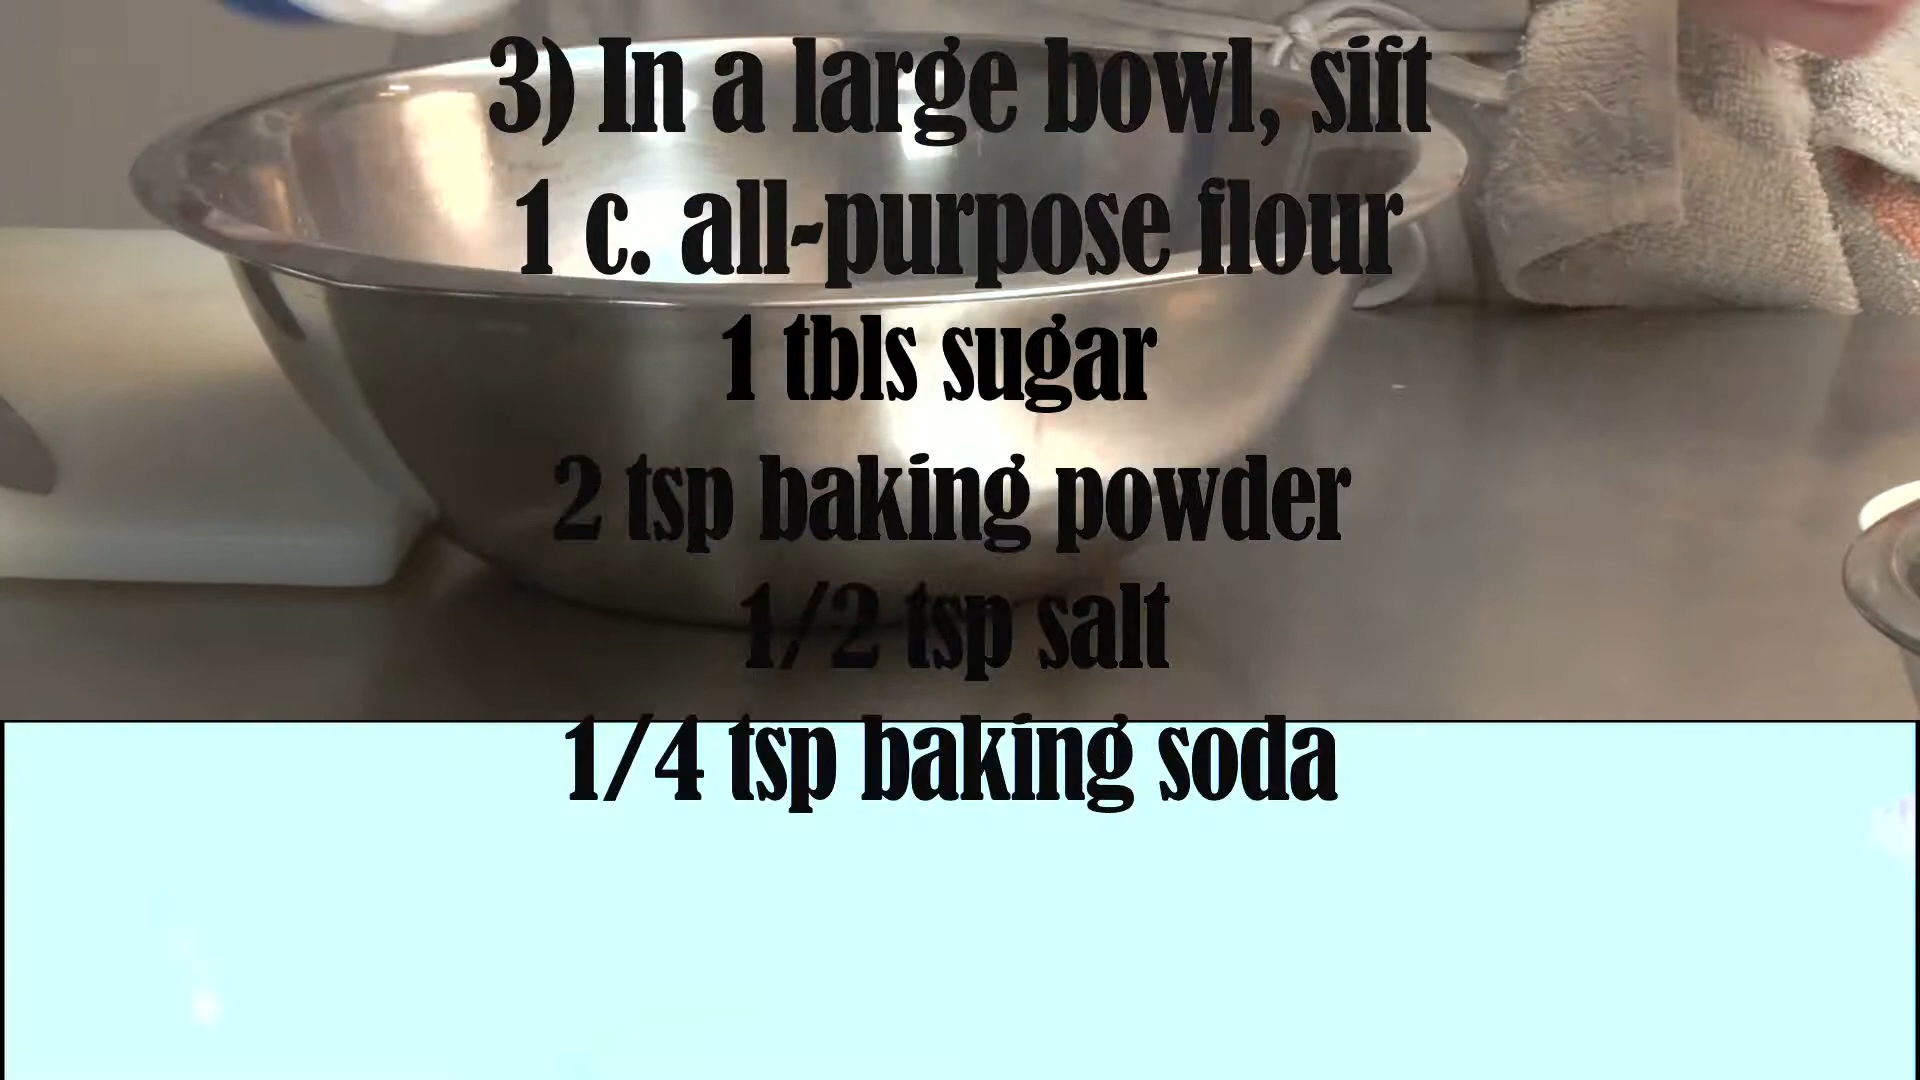 3) In a large bowl, sift
1 c. all-purpose flour
1 tbls sugar
2 tsp baking powder
1/2 tsp salt
1/4 tsp baking soda